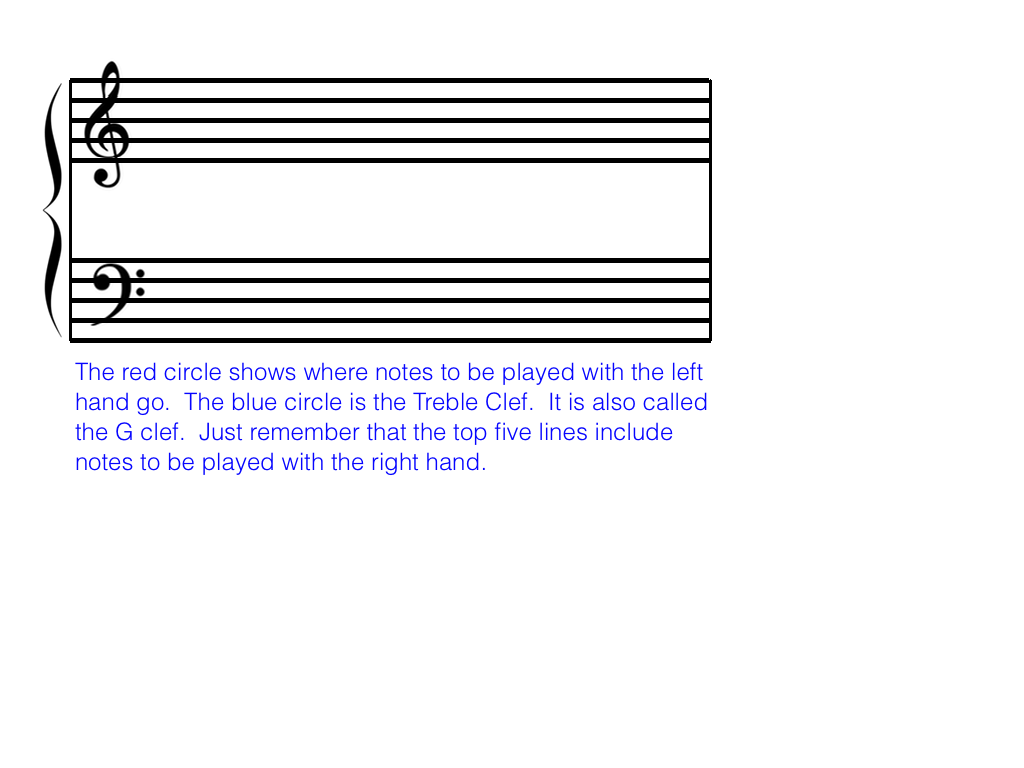 The red circle shows where notes to be played with the left
hand go.  The blue circle is the Treble Clef.  It is also called
the G clef.  Just remember that the top five lines include
notes to be played with the right hand.